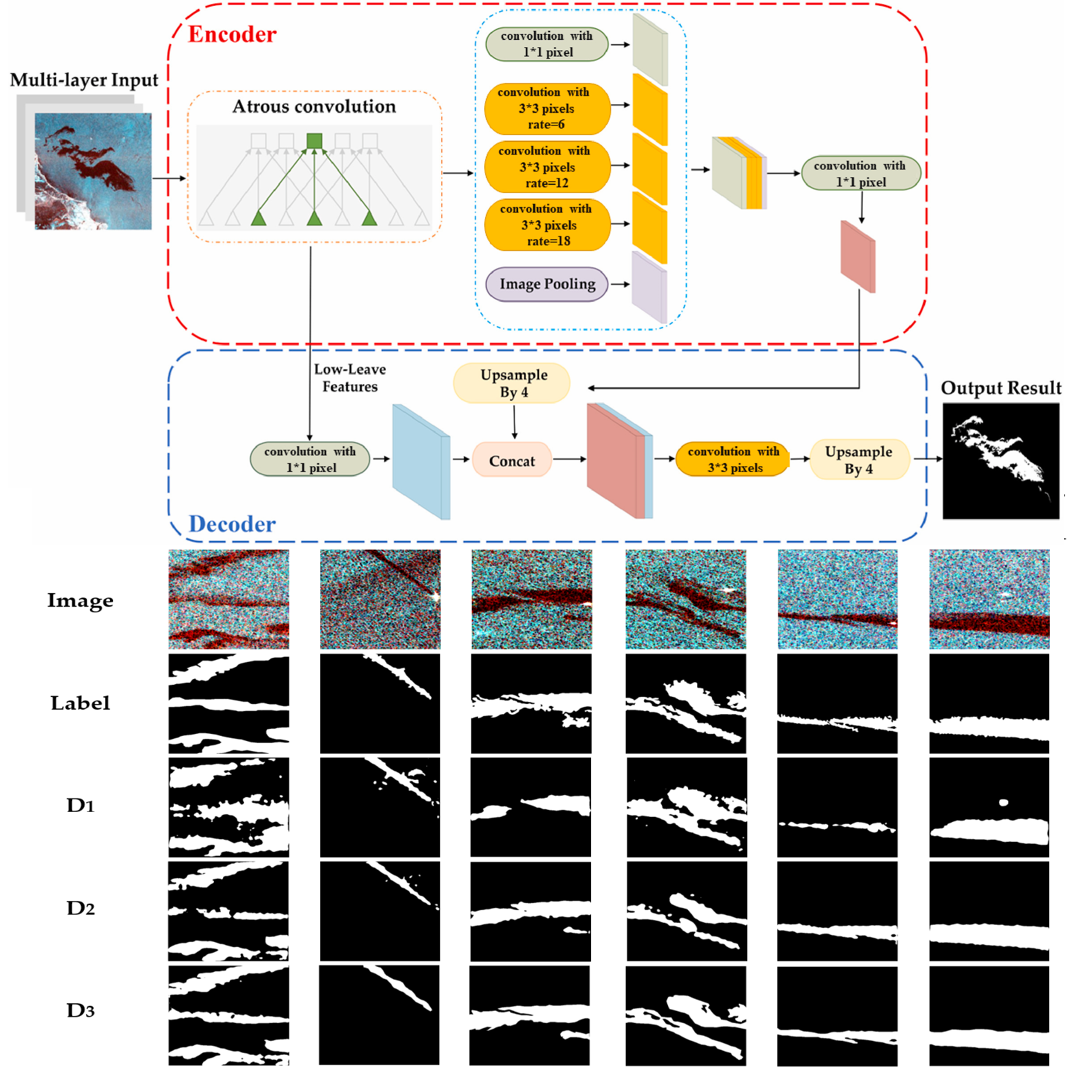 Encoder
Multi-layer Input
Atrous convolution
convolution with
1*1 pixel
convolution with
3*3 pixels
rate=6
convolution with
3*3 pixels
rate=12
convolution with
3*3 pixels
rate=18
Image Pooling
convolution with
1*1 pixel
Low-Leave
Features
Upsample
By 4
convolution with
1*1 pixel
Concat
convolution with
3*3 pixels
Upsample
By 4
Output Result
Decoder
Image
Label
D1
D2
D3